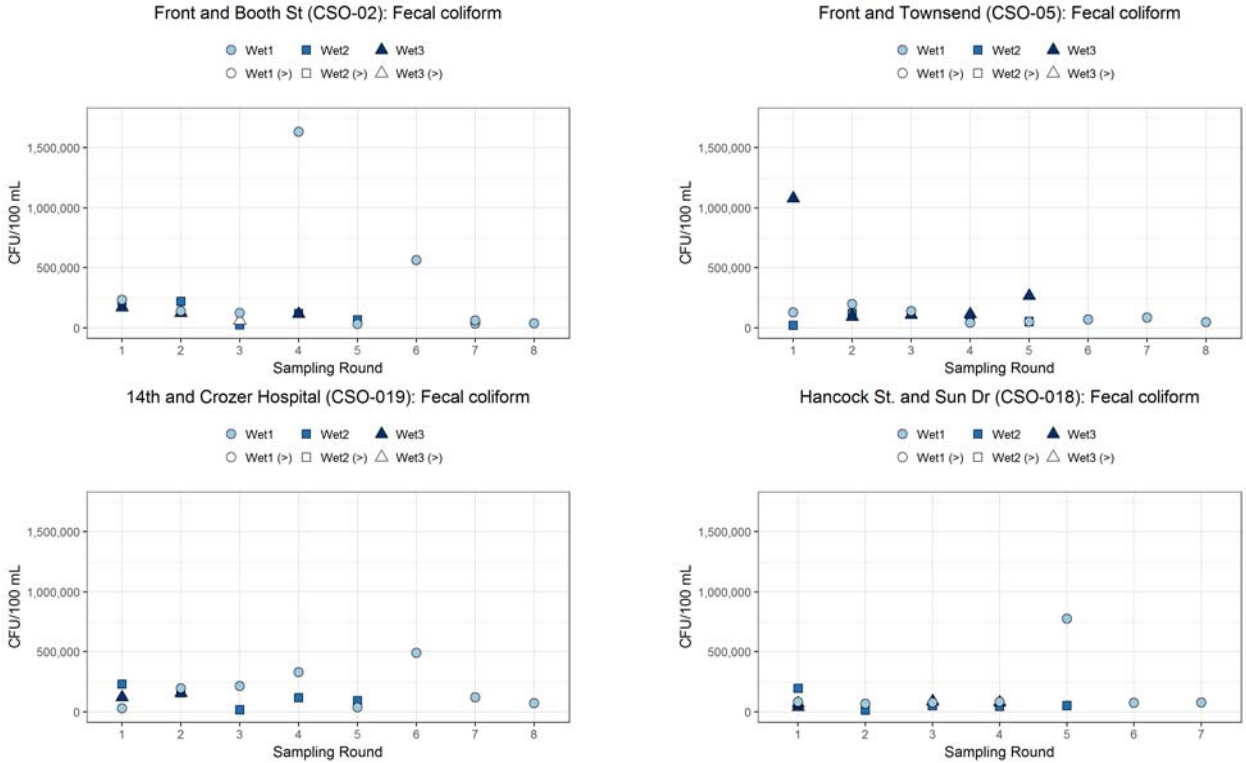 Front and Booth St (CSO-02): Fecal coliform
Wet1 Wet2 Wet3
Wet1 (>) Wet2 (>) Wet3 (>)
CFU/100 mL
1,500,000
1,000,000
500,000
0
1 2 3 4 5 6 7 8
Sampling Round
Front and Townsend (CSO-05): Fecal coliform
Wet1 Wet2 Wet3
Wet1 (>) Wet2 (>) Wet3 (>)
CFU/100 mL
1,500,000
1,000,000
500,000
0
1 2 3 4 5 6 7 8
Sampling Round
14th and Crozer Hospital (CSO-019): Fecal coliform
Wet1 Wet2 Wet3
Wet1 (>) Wet2 (>) Wet3 (>)
CFU/100 mL
1,500,000
1,000,000
500,000
0
1 2 3 4 5 6 7 8
Sampling Round
Hancock St. and Sun Dr (CSO-018): Fecal coliform
Wet1 Wet2 Wet3
Wet1 (>) Wet2 (>) Wet3 (>)
CFU/100 mL
1,500,000
1,000,000
500,000
0
1 2 3 4 5 6 7
Sampling Round